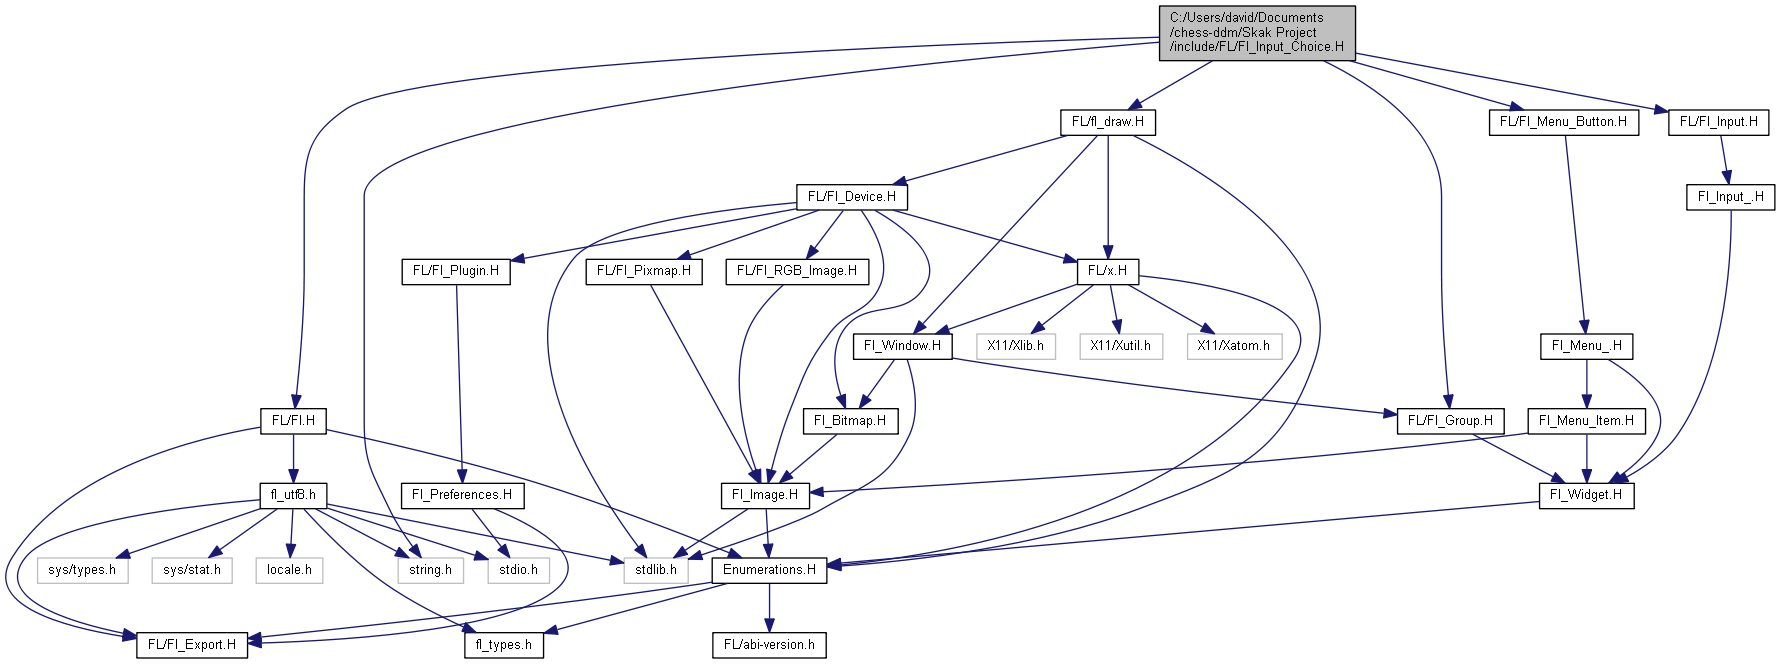 C:/Users/david/Documents
/chess-ddm/Skak Project
/include/FL/Fl_Input_Choice.H
FL/fl_draw.H
FL/Fl_Menu_Button.H
FL/Fl_Input.H
FL/Fl_Device.H
Fl_Input_.H
FL/Fl_Plugin.H
FL/Fl_Pixmap.H
FL/Fl_RGB_Image.H
FL/x.H
Fl_Window.H
X11/Xlib.h
X11/Xutil.h
X11/Xatom.h
Fl_Menu_.H
FL/Fl.H
Fl_Bitmap.H
FL/Fl_Group.H
Fl_Menu_Item.H
fl_utf8.h
Fl_Preferences.H
Fl_Image.H
Fl_Widget.H
sys/types.h
sys/stat.h
locale.h
string.h
stdio.h
stdlib.h
Enumerations.H
FL/Fl_Export.H
fl_types.h
FL/abi-version.h